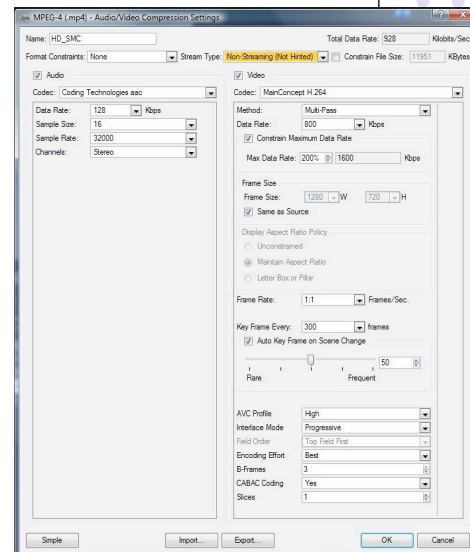 MPEG-4 (.mp4) - Audio/Video Compression Settings
Name: HD_SMC Total Data Rate: 928 Kilobits/Sec
Format Constraints: None Stream Type: Non-Streaming (Not Hinted) Constrain File Size: 11951 KBytes
Audio
Codec: Coding Technologies aac
Data Rate: 128 Kbps
Sample Size: 16
Sample Rate: 32000
Channels: Stereo
Video
Codec: MainConcept H.264
Method: Multi-Pass
Data Rate: 800 Kbps
Constrain Maximum Data Rate
Max Data Rate: 200% 1600 Kbps
Frame Size
Frame Size: 1280 W 720 H
Same as Source
Display Aspect Ratio Policy
Unconstrained
Maintain Aspect Ratio
Letter Box or Pillar
Frame Rate: 1:1 Frames/Sec.
Key Frame Every: 300 frames
Auto Key Frame on Scene Change
50
Rare Frequent
AVC Profile High
Interlace Mode Progressive
Field Order Top Field First
Encoding Effort Best
B-Frames 3
CABAC Coding Yes
Slices 1
Simple Import... Export... OK Cancel